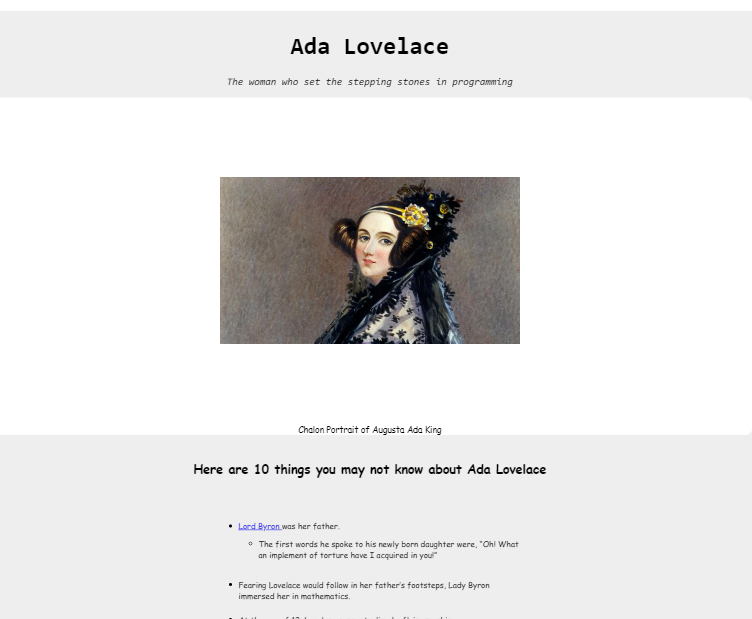 Ada Lovelace
The woman who set the stepping stones in programming
Chalon Portrait of Augusta Ada King
Here are 10 things you may not know about Ada Lovelace
Lord Byron was her father.
The first words he spoke to his newly born daughter were, "Oh! What
an implement of torture have I acquired in you!"
Fearing Lovelace would follow in her father's footsteps, Lady Byron
immersed her in mathematics.